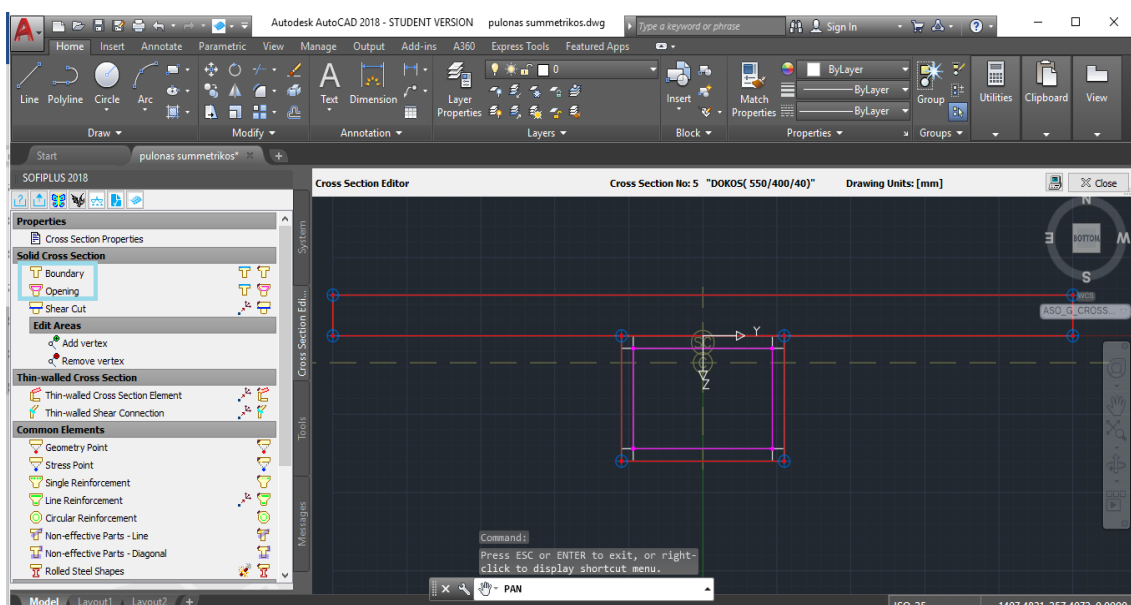 Autodesk AutoCAD 2018 - STUDENT VERSION pulonas summetrikos.dwg Type a keyword or phrase Sign In
Home Insert Annotate Parametric View Manage Output Add-ins A360 Express Tools Featured Apps
0 ByLayer
ByLayer
ByLayer
Line Polyline Circle Arc Text Dimension Layer Properties Insert Match Properties Group Utilities Clipboard View
Draw Modify Annotation Layers Block Properties Groups
Start pulonas summetrikos*
SOFIPLUS 2018
Cross Section Editor Cross Section No: 5 "DOKOS( 550/400/40)" Drawing Units: [mm] Close
Properties
Cross Section Properties
Solid Cross Section
Boundary
Opening
Shear Cut
Edit Areas
Add vertex
Remove vertex
Thin-walled Cross Section
Thin-walled Cross Section Element
Thin-walled Shear Connection
Common Elements
Geometry Point
Stress Point
Single Reinforcement
Line Reinforcement
Circular Reinforcement
Non-effective Parts - Line
Non-effective Parts - Diagonal
Rolled Steel Shapes
System
Cross Section Edi...
Tools
Messages
N
E BOTTOM W
S
WCS
ASO_G_CROSS...
Y
SC
C
Z
Command:
Press ESC or ENTER to exit, or right-
click to display shortcut menu.
PAN
Model Layout1 Layout2